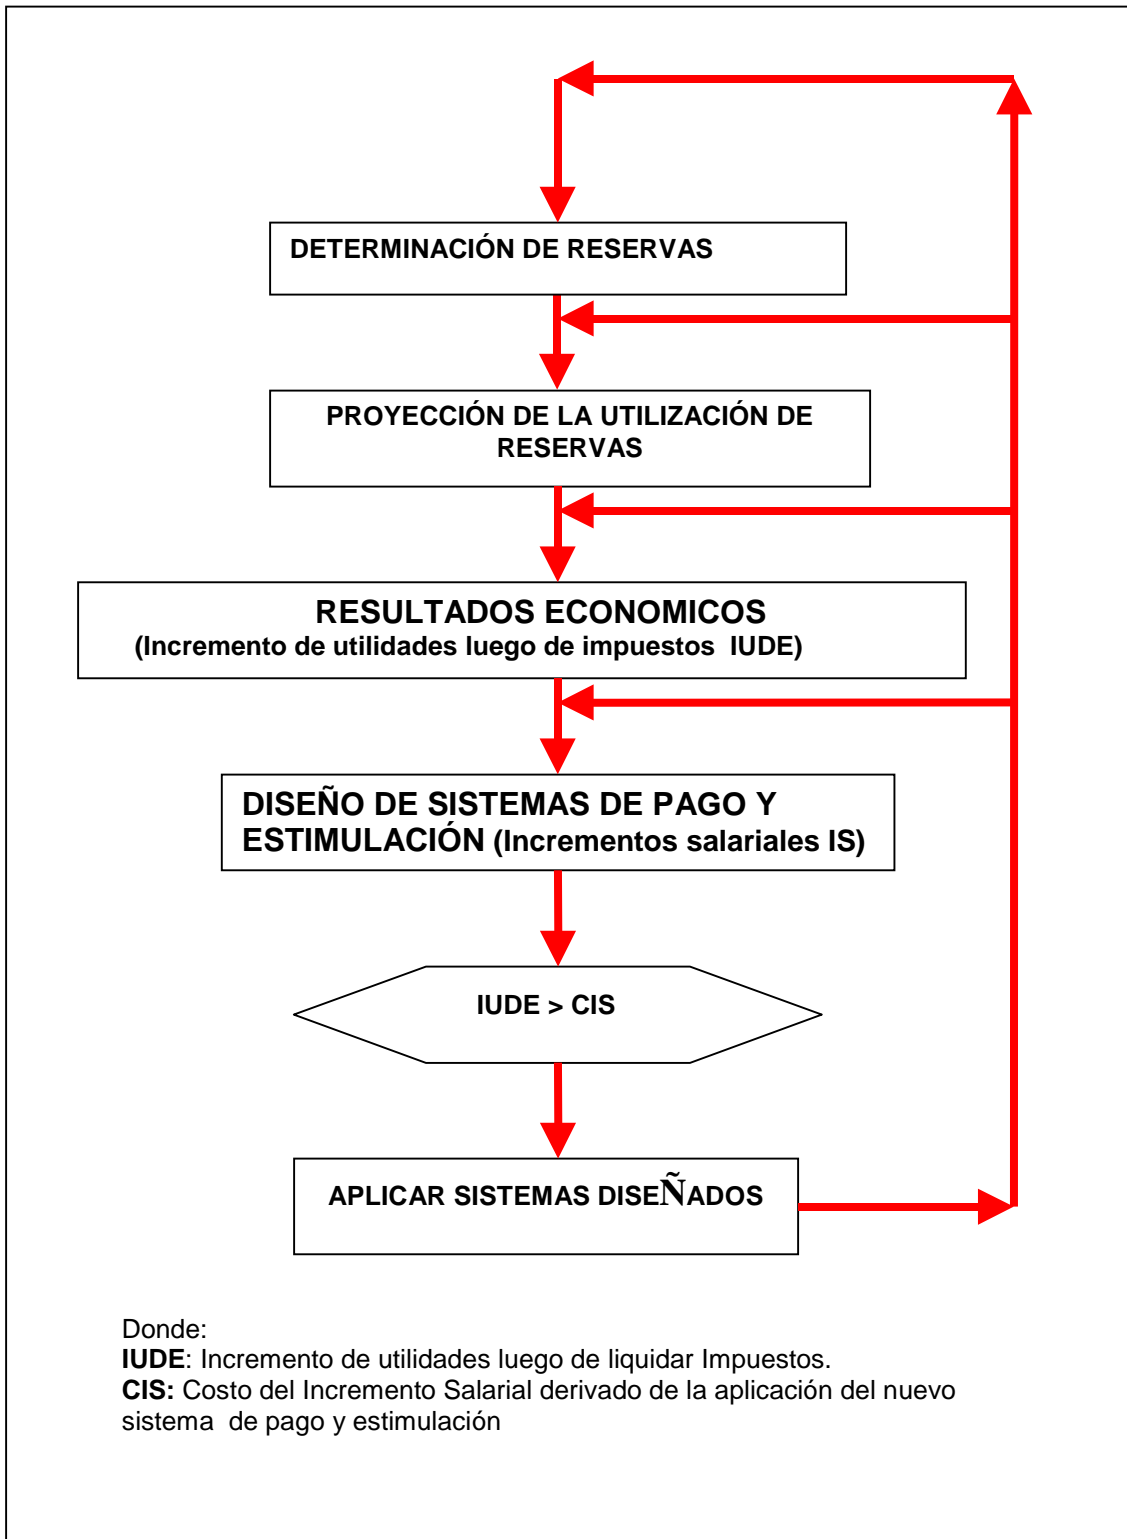 DETERMINACIÓN DE RESERVAS
PROYECCIÓN DE LA UTILIZACIÓN DE
RESERVAS
RESULTADOS ECONOMICOS
(Incremento de utilidades luego de impuestos IUDE)
DISEÑO DE SISTEMAS DE PAGO Y
ESTIMULACIÓN (Incrementos salariales IS)
IUDE > CIS
APLICAR SISTEMAS DISEÑADOS
Donde:
IUDE: Incremento de utilidades luego de liquidar Impuestos.
CIS: Costo del Incremento Salarial derivado de la aplicación del nuevo
sistema de pago y estimulación